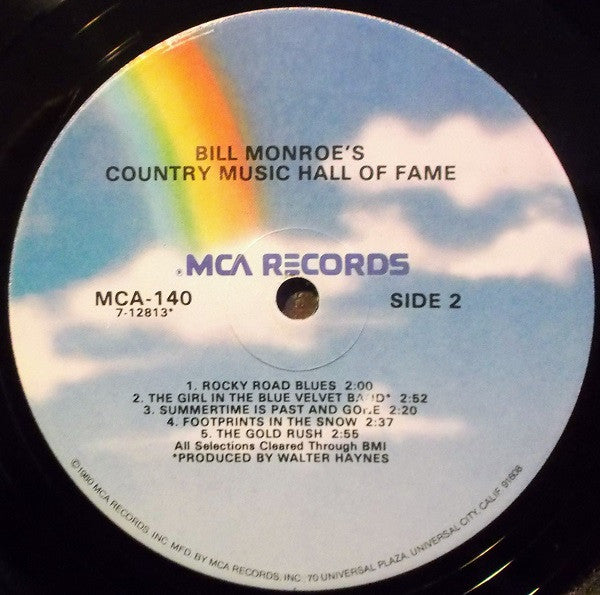 BILL MONROE'S
COUNTRY MUSIC HALL OF FAME
MCA RECORDS
MCA-140 SIDE 2
7-12813*
1. ROCKY ROAD BLUES 2:00
2. THE GIRL IN THE BLUE VELVET BAND* 2:52
3. SUMMERTIME IS PAST AND GONE 2:20
4. FOOTPRINTS IN THE SNOW 2:37
5. THE GOLD RUSH 2:55
All Selections Cleared Through BMI
*PRODUCED BY WALTER HAYNES
©1980 MCA RECORDS, INC. MFD. BY MCA RECORDS, INC. 70 UNIVERSAL PLAZA, UNIVERSAL CITY, CALIF. 91608